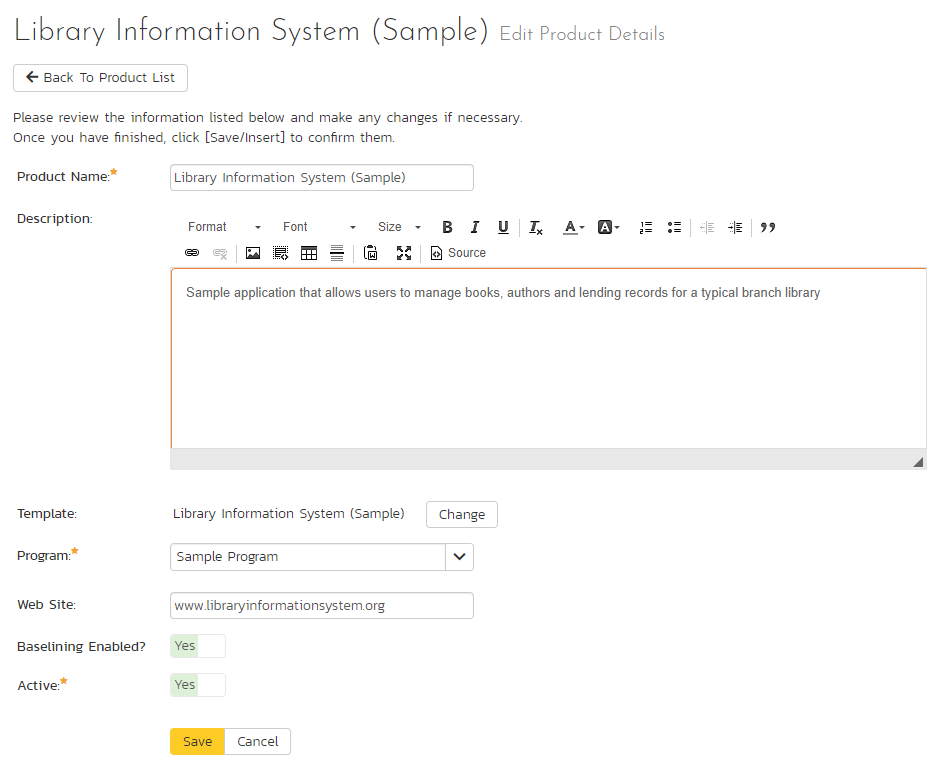 Library Information System (Sample) Edit Product Details
Back To Product List
Please review the information listed below and make any changes if necessary.
Once you have finished, click [Save/Insert] to confirm them.
Product Name:* Library Information System (Sample)
Description:
Format Font Size B I U Ix A A
Source
Sample application that allows users to manage books, authors and lending records for a typical branch library
Template: Library Information System (Sample) Change
Program:* Sample Program
Web Site: www.libraryinformationsystem.org
Baselining Enabled? Yes
Active:* Yes
Save Cancel